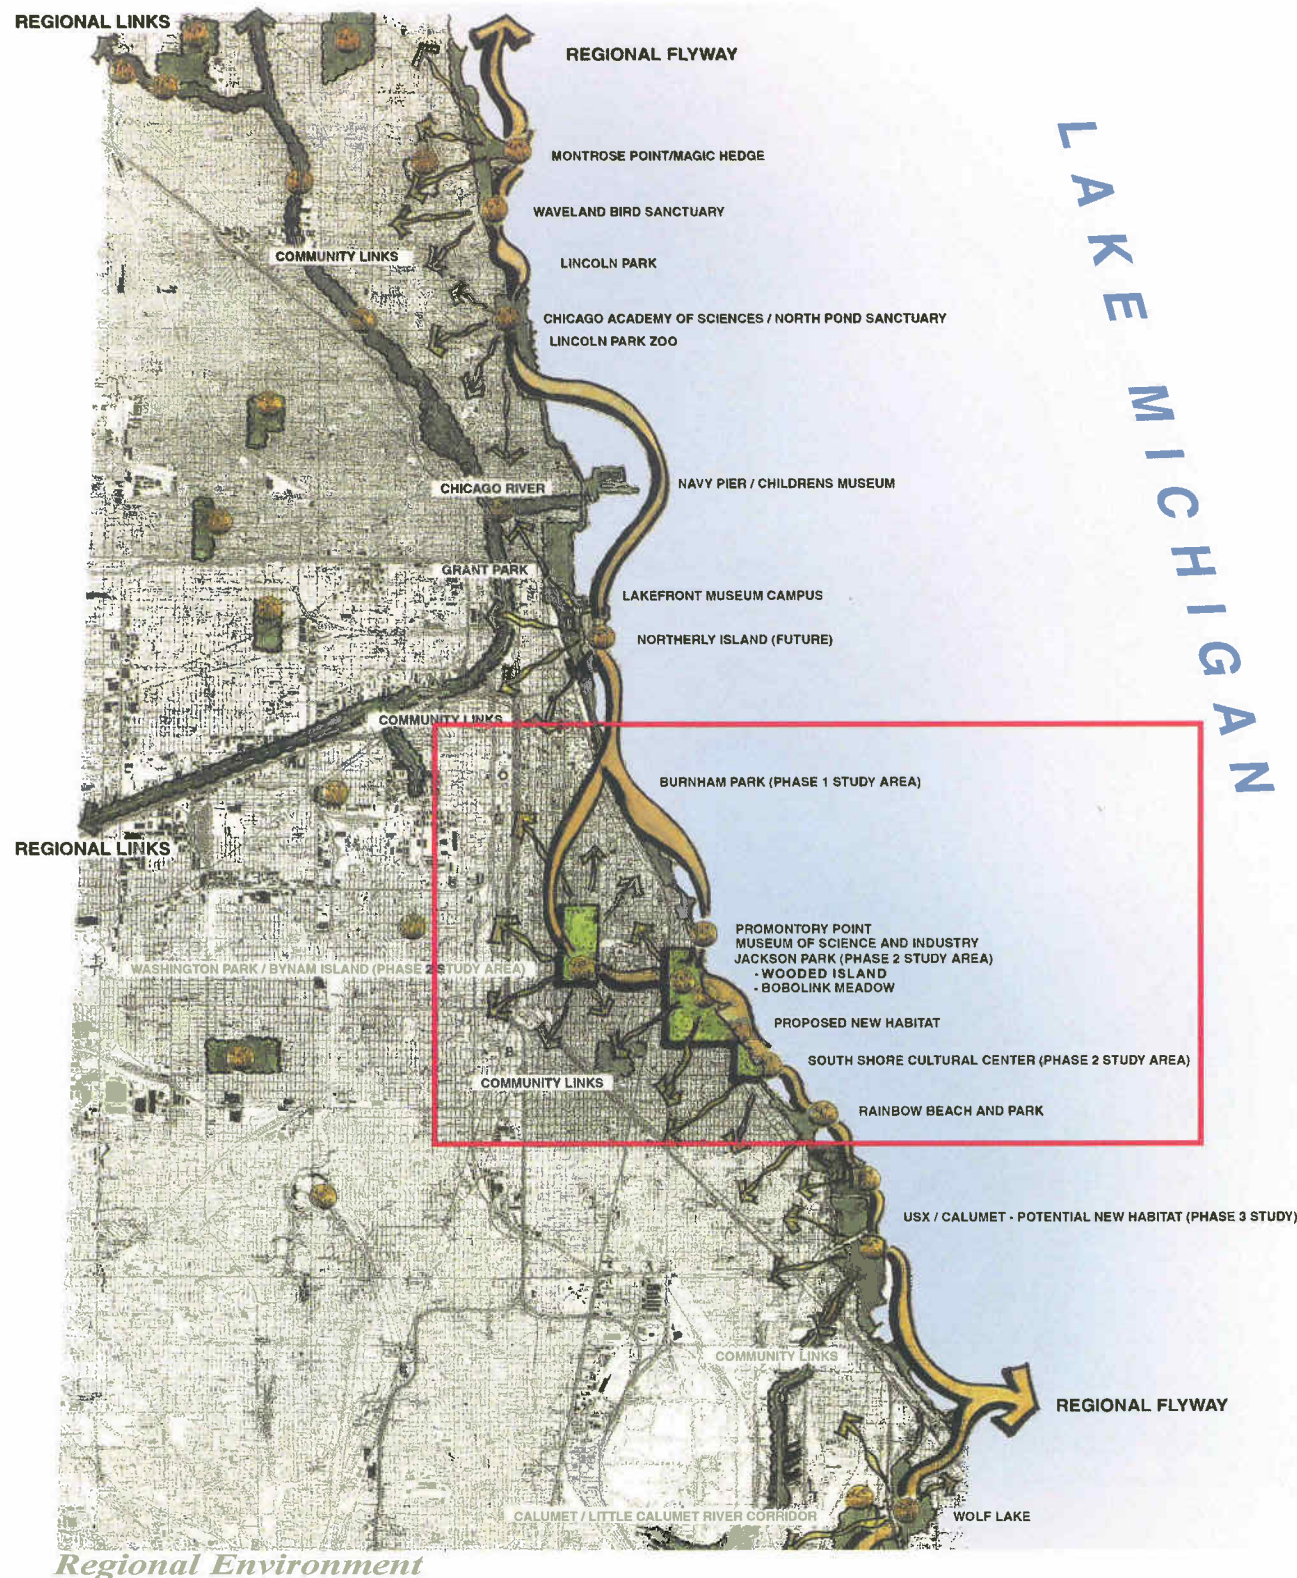 REGIONAL LINKS
REGIONAL FLYWAY
LAKE MICHIGAN
MONTROSE POINT/MAGIC HEDGE
WAVELAND BIRD SANCTUARY
COMMUNITY LINKS
LINCOLN PARK
CHICAGO ACADEMY OF SCIENCES / NORTH POND SANCTUARY
LINCOLN PARK ZOO
NAVY PIER / CHILDRENS MUSEUM
CHICAGO RIVER
GRANT PARK
LAKEFRONT MUSEUM CAMPUS
NORTHERLY ISLAND (FUTURE)
COMMUNITY LINKS
BURNHAM PARK (PHASE 1 STUDY AREA)
REGIONAL LINKS
PROMONTORY POINT
MUSEUM OF SCIENCE AND INDUSTRY
JACKSON PARK (PHASE 2 STUDY AREA)
- WOODED ISLAND
- BOBOLINK MEADOW
WASHINGTON PARK / BYNAM ISLAND (PHASE 2 STUDY AREA)
PROPOSED NEW HABITAT
SOUTH SHORE CULTURAL CENTER (PHASE 2 STUDY AREA)
COMMUNITY LINKS
RAINBOW BEACH AND PARK
USX / CALUMET - POTENTIAL NEW HABITAT (PHASE 3 STUDY)
COMMUNITY LINKS
REGIONAL FLYWAY
CALUMET / LITTLE CALUMET RIVER CORRIDOR
WOLF LAKE
Regional Environment